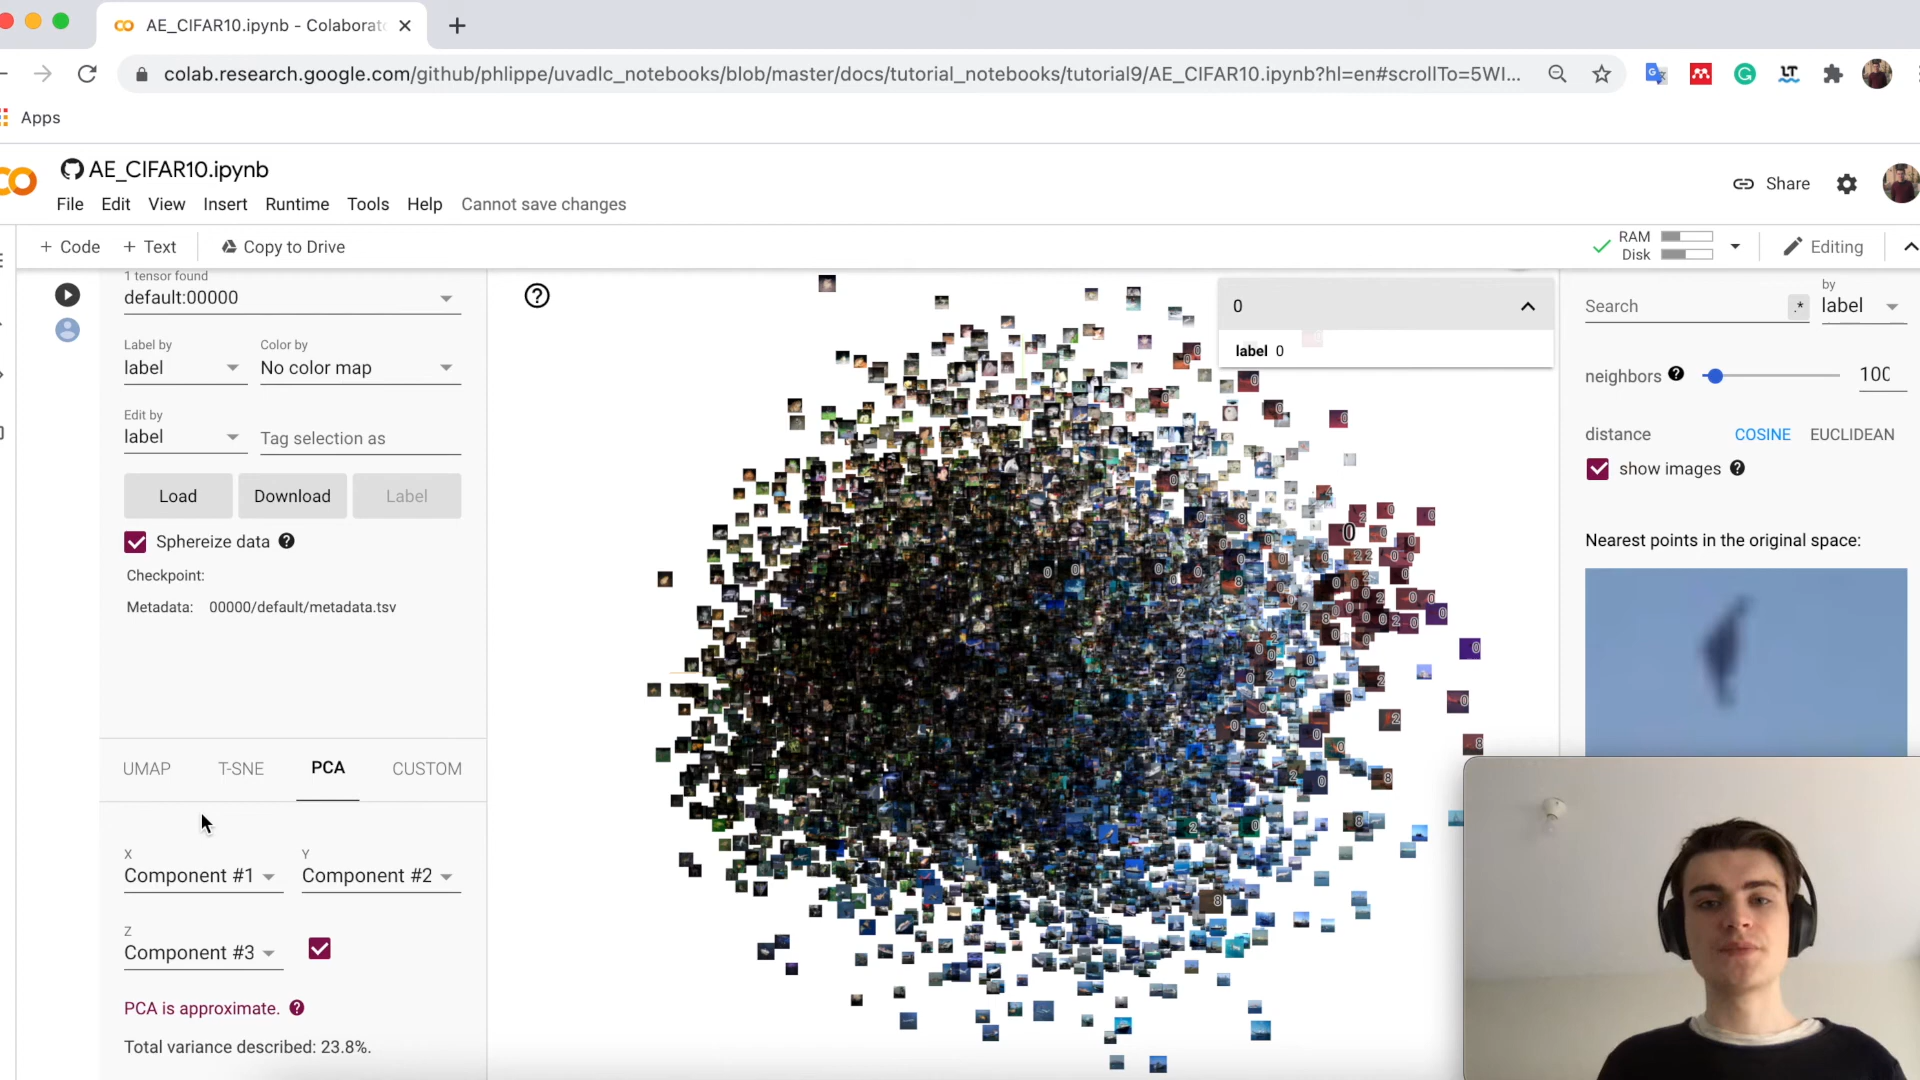 AE_CIFAR10.ipynb - Colaborato
colab.research.google.com/github/phlippe/uvadlc_notebooks/blob/master/docs/tutorial_notebooks/tutorial9/AE_CIFAR10.ipynb?hl=en#scrollTo=5WI...
Apps
AE_CIFAR10.ipynb
File Edit View Insert Runtime Tools Help Cannot save changes
Share
+ Code + Text Copy to Drive
RAM
Disk
Editing
1 tensor found
default:00000
Label by
label
Color by
No color map
Edit by
label
Tag selection as
Load Download Label
Sphereize data
Checkpoint:
Metadata: 00000/default/metadata.tsv
UMAP T-SNE PCA CUSTOM
X
Component #1
Y
Component #2
Z
Component #3
PCA is approximate.
Total variance described: 23.8%.
0
label 0
Search
.*
by
label
neighbors
100
distance COSINE EUCLIDEAN
show images
Nearest points in the original space: